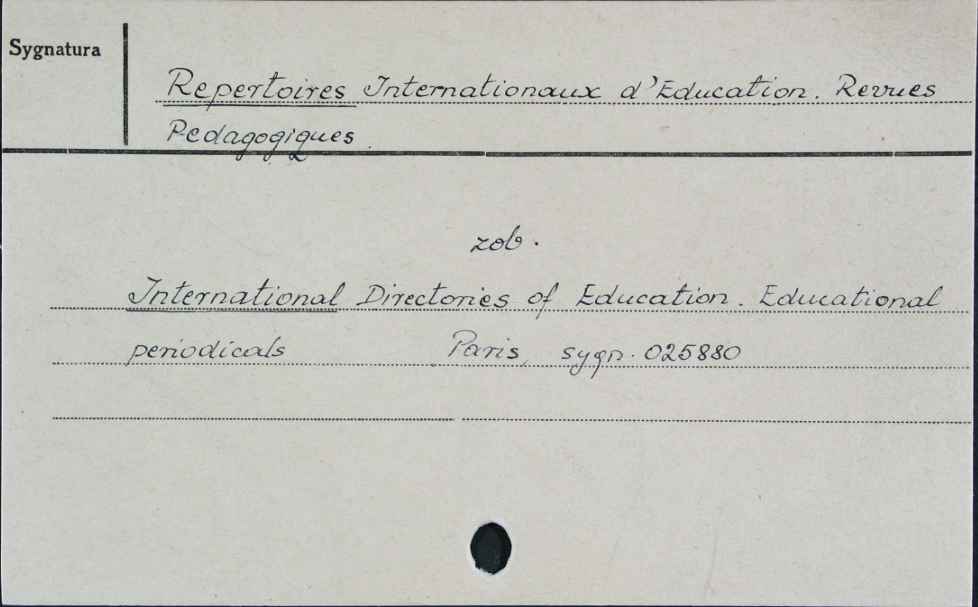 Sygnatura
Repertoires Internationaux d'Education. Revues
Pedagogiques
zob.
International Directories of Education. Educational
periodicals Paris, sygn. 025880